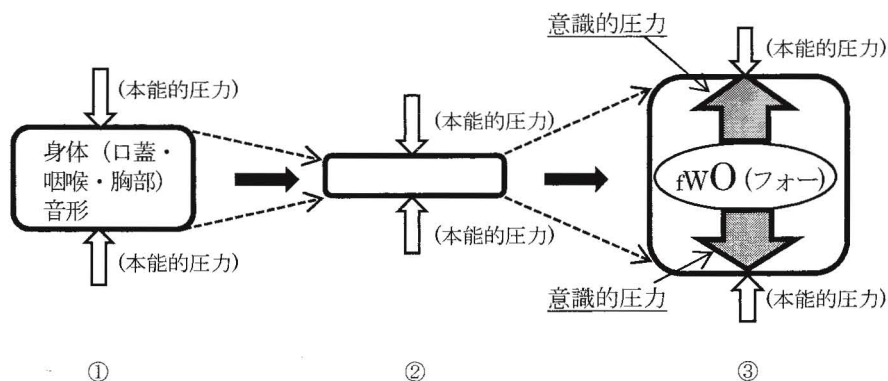 意識的圧力
(本能的圧力)
(本能的圧力)
(本能的圧力)
身体（口蓋・
咽喉・胸部）
音形
fWO（フォー）
(本能的圧力)
(本能的圧力)
意識的圧力
(本能的圧力)
① ② ③